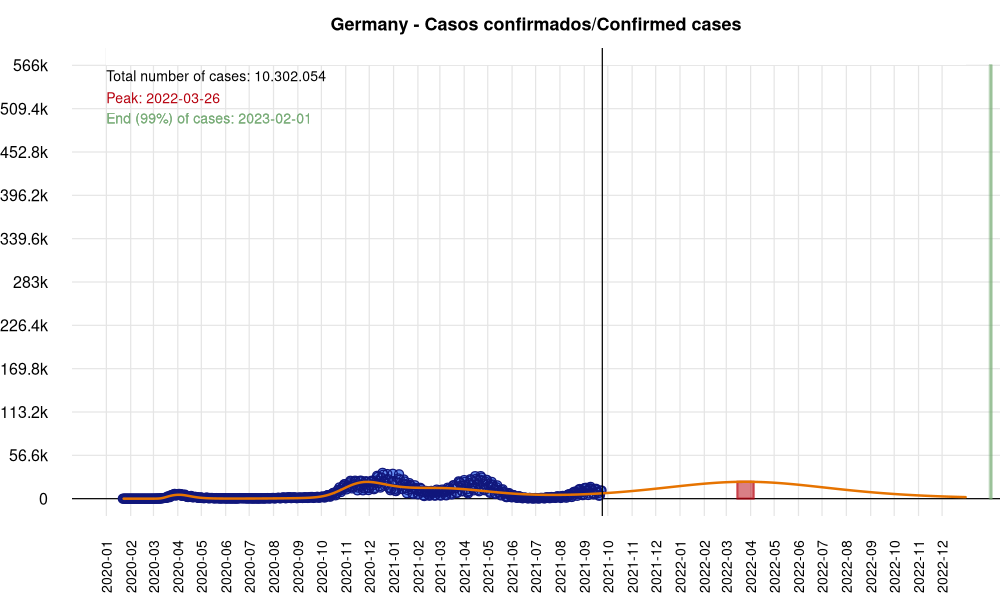 Germany - Casos confirmados/Confirmed cases
566k
Total number of cases: 10.302.054
Peak: 2022-03-26
509.4k
End (99%) of cases: 2023-02-01
452.8k
396.2k
339.6k
283k
226.4k
169.8k
113.2k
56.6k
0
2020-01
2020-02
2020-03
2020-04
2020-05
2020-06
2020-07
2020-08
2020-09
2020-10
2020-11
2020-12
2021-01
2021-02
2021-03
2021-04
2021-05
2021-06
2021-07
2021-08
2021-09
2021-10
2021-11
2021-12
2022-01
2022-02
2022-03
2022-04
2022-05
2022-06
2022-07
2022-08
2022-09
2022-10
2022-11
2022-12